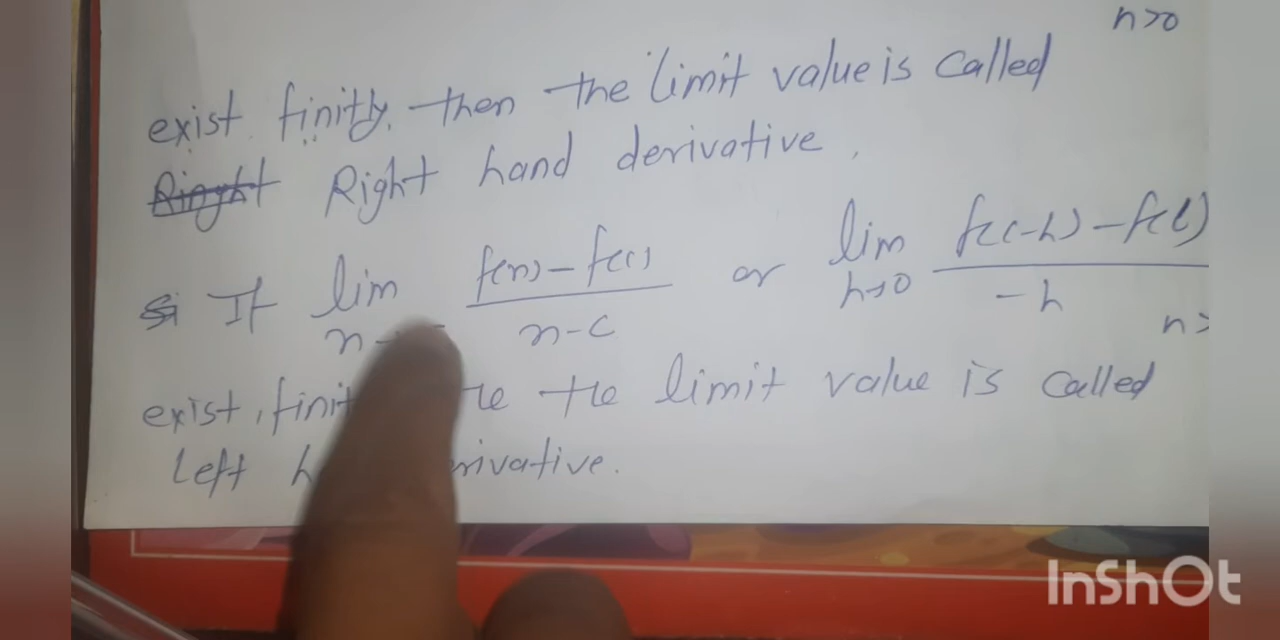 n>0
exist finitly then the limit value is called
Right hand derivative.
If lim f(n)-f(c) or lim f(c-h)-f(c)
n- n-c h→0 -h
n>
exist, finit the limit value is called
Left h rivative.
InShOt